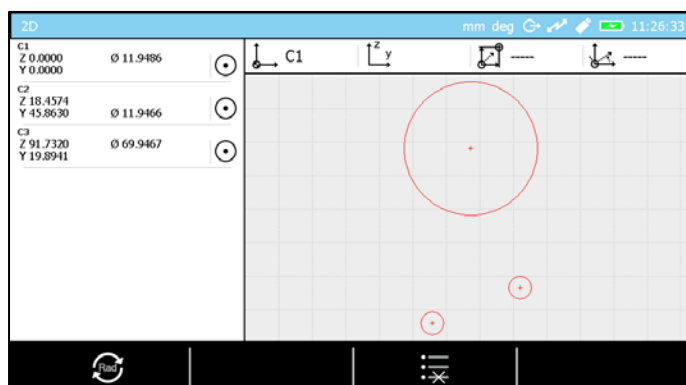 2D
mm deg 11:26:33
C1
Z 0.0000 Ø 11.9486
Y 0.0000
C2
Z 18.4574
Y 45.8630 Ø 11.9466
C3
Z 91.7320 Ø 69.9467
Y 19.8941
C1
Z
y
-----
-----
Rad